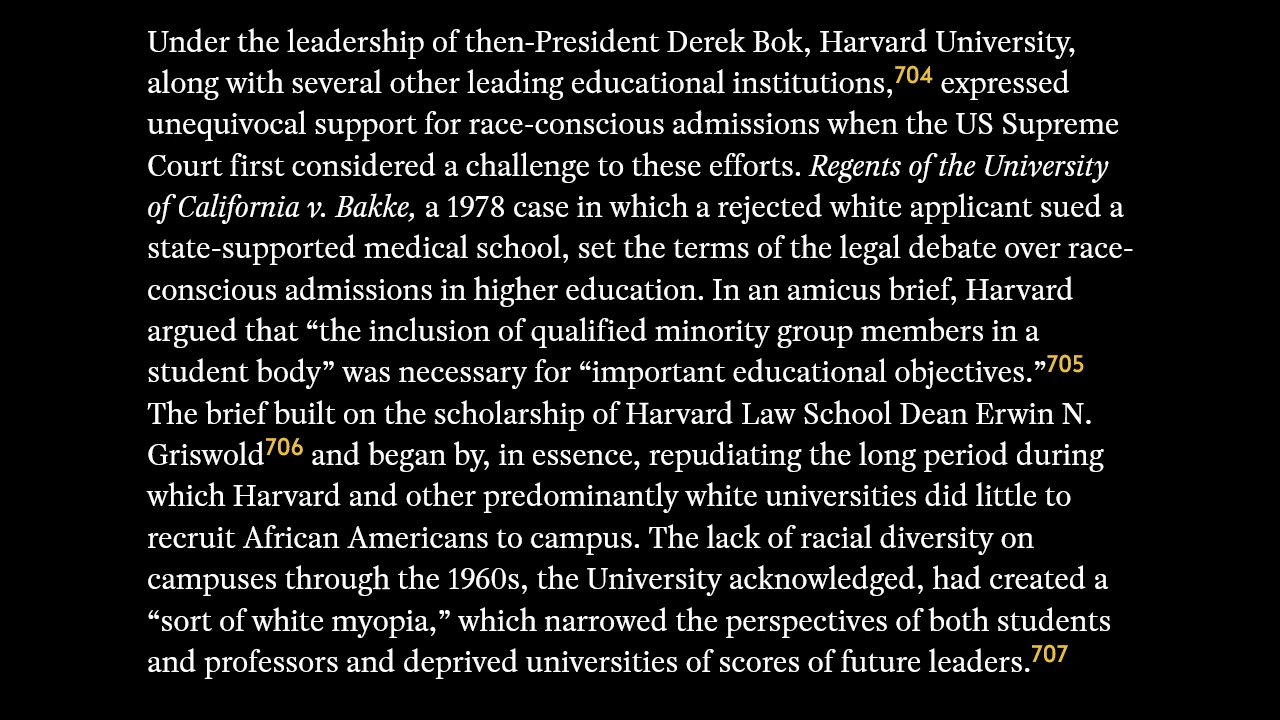 Under the leadership of then-President Derek Bok, Harvard University,
along with several other leading educational institutions,704 expressed
unequivocal support for race-conscious admissions when the US Supreme
Court first considered a challenge to these efforts. Regents of the University
of California v. Bakke, a 1978 case in which a rejected white applicant sued a
state-supported medical school, set the terms of the legal debate over race-
conscious admissions in higher education. In an amicus brief, Harvard
argued that “the inclusion of qualified minority group members in a
student body” was necessary for “important educational objectives.”705
The brief built on the scholarship of Harvard Law School Dean Erwin N.
Griswold706 and began by, in essence, repudiating the long period during
which Harvard and other predominantly white universities did little to
recruit African Americans to campus. The lack of racial diversity on
campuses through the 1960s, the University acknowledged, had created a
“sort of white myopia,” which narrowed the perspectives of both students
and professors and deprived universities of scores of future leaders.707